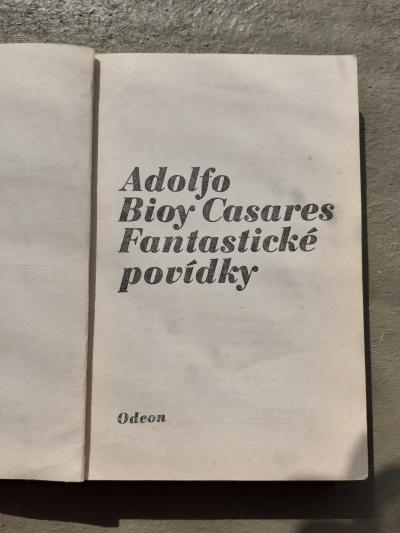 Adolfo
Bioy Casares
Fantastické
povídky
Odeon